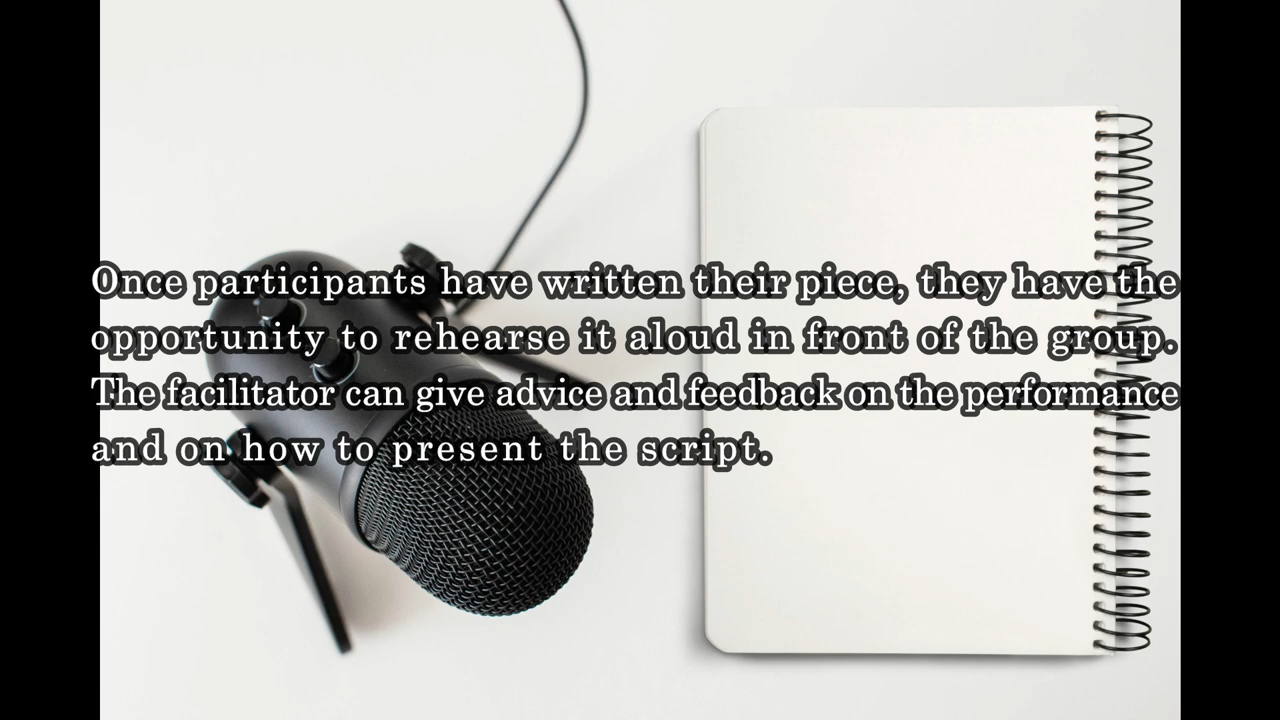 Once participants have written their piece, they have the
opportunity to rehearse it aloud in front of the group.
The facilitator can give advice and feedback on the performance
and on how to present the script.